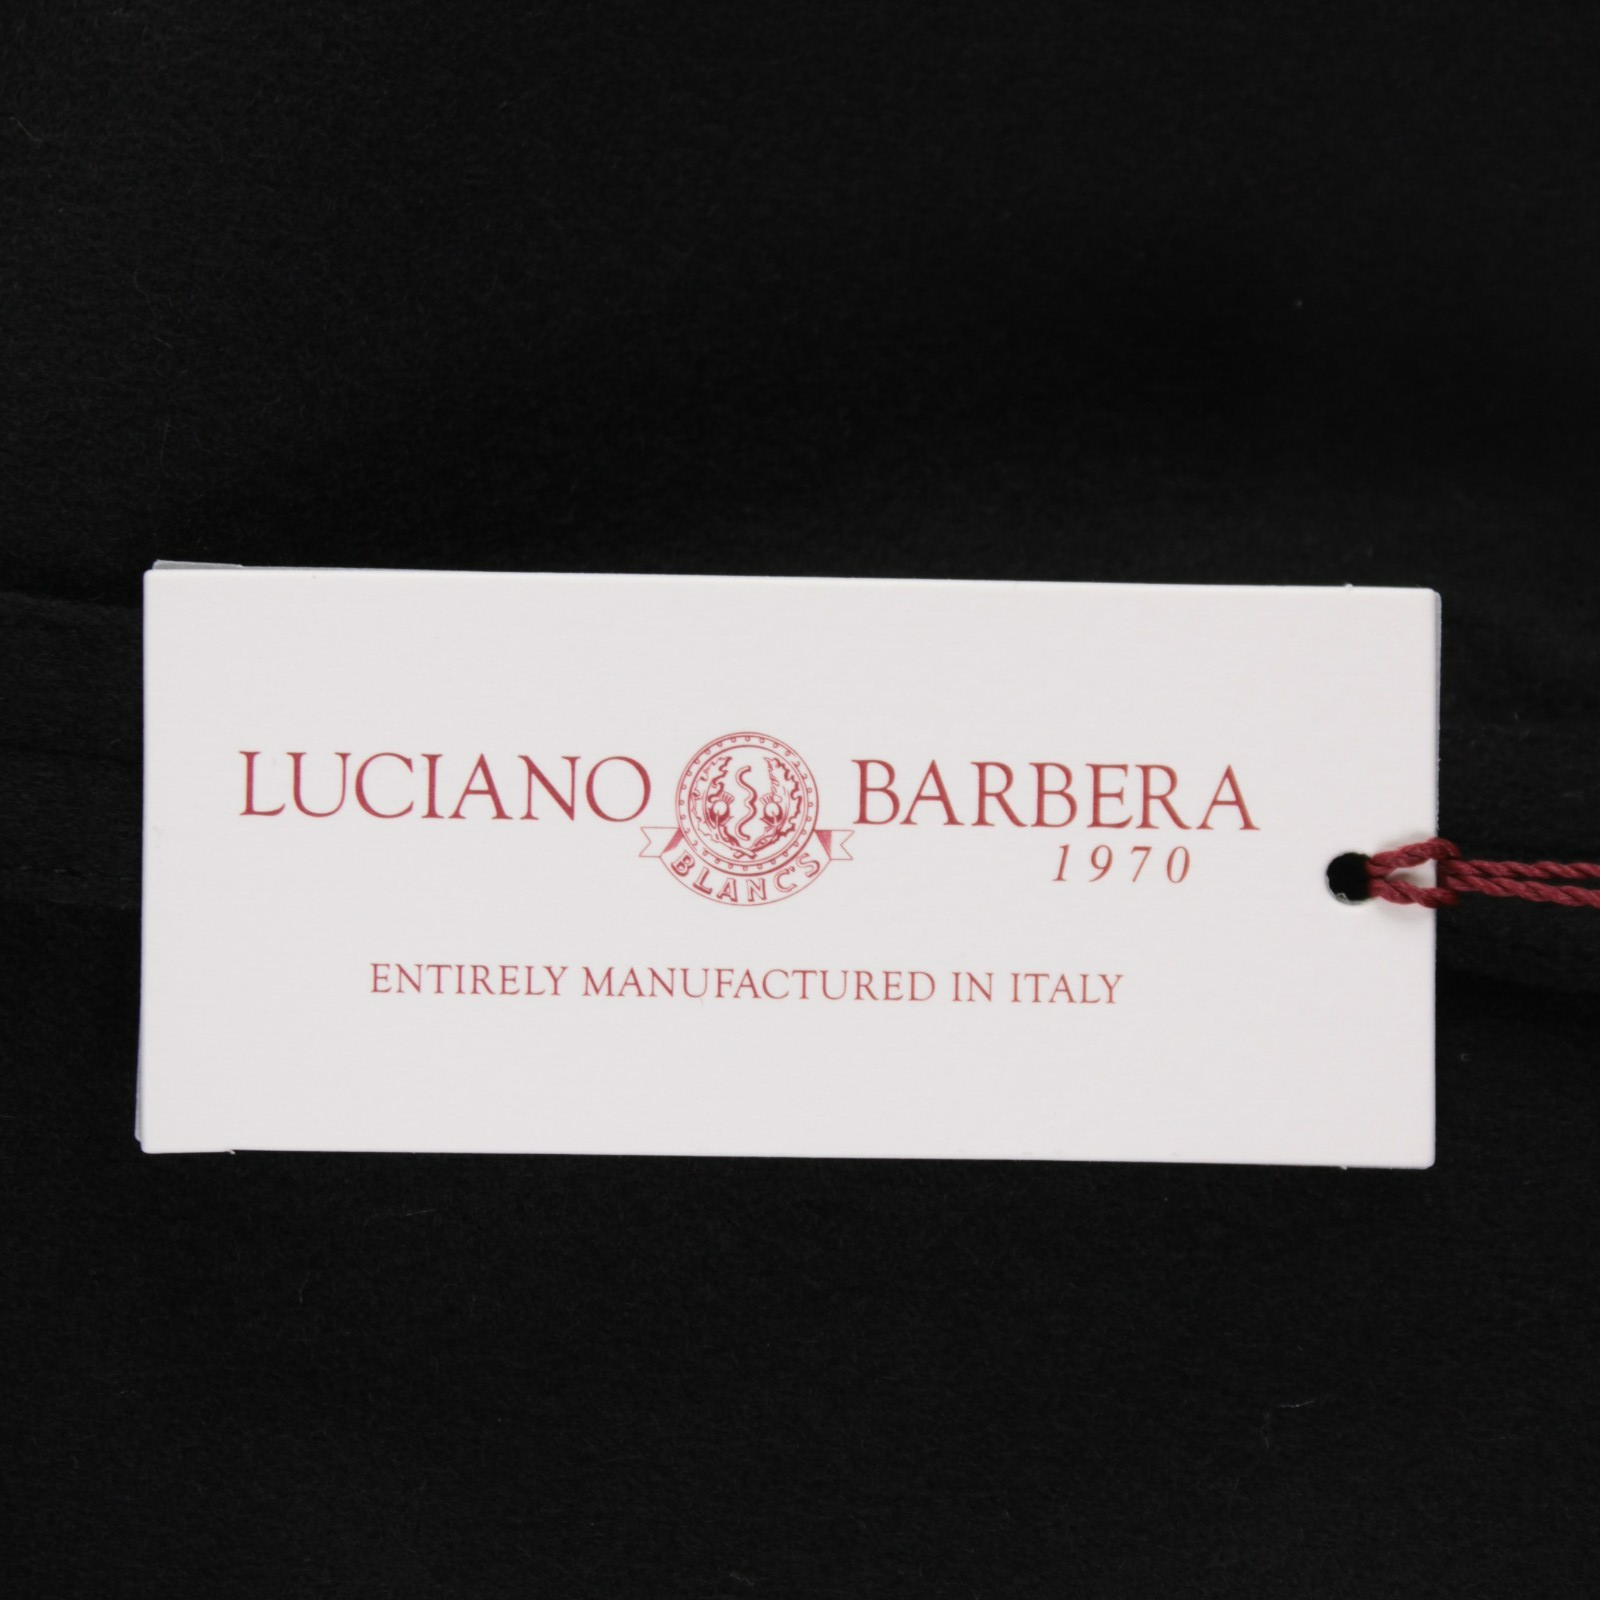 LUCIANO BARBERA
1970
BLANC'S
ENTIRELY MANUFACTURED IN ITALY